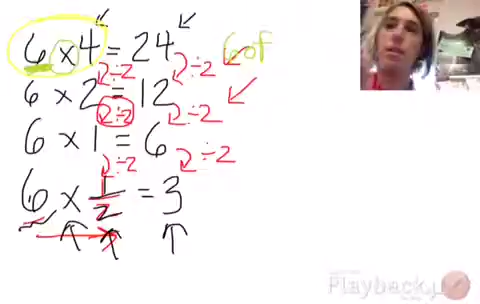 6 x 4 = 24 6 of
÷2 ÷2
6 x 2 = 12
÷2 ÷2
6 x 1 = 6
÷2 ÷2
6 x 1/2 = 3
Playback